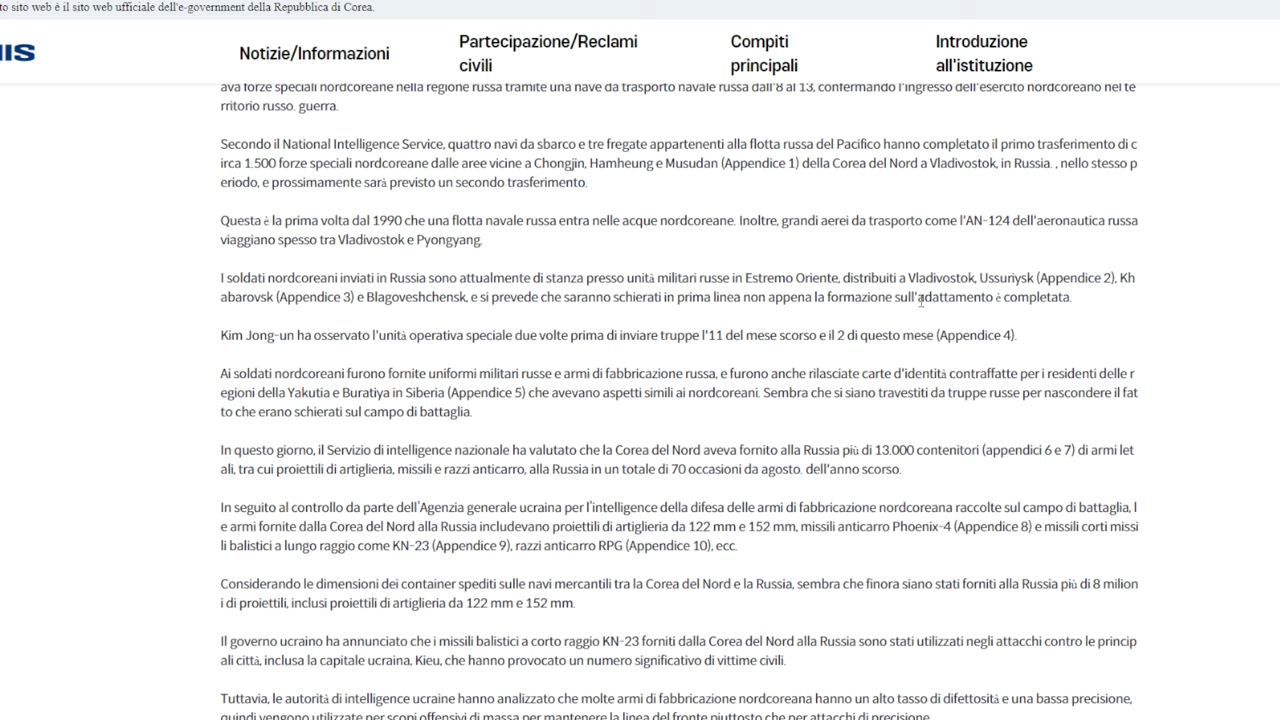 to sito web è il sito web ufficiale dell'e-government della Repubblica di Corea.
NIS
Notizie/Informazioni
Partecipazione/Reclami
civili
Compiti
principali
Introduzione
all'istituzione
ava forze speciali nordcoreane nella regione russa tramite una nave da trasporto navale russa dall'8 al 13, confermando l'ingresso dell'esercito nordcoreano nel te
rritorio russo. guerra.
Secondo il National Intelligence Service, quattro navi da sbarco e tre fregate appartenenti alla flotta russa del Pacifico hanno completato il primo trasferimento di c
irca 1.500 forze speciali nordcoreane dalle aree vicine a Chongjin, Hamheung e Musudan (Appendice 1) della Corea del Nord a Vladivostok, in Russia. , nello stesso p
eriodo, e prossimamente sarà previsto un secondo trasferimento.
Questa è la prima volta dal 1990 che una flotta navale russa entra nelle acque nordcoreane. Inoltre, grandi aerei da trasporto come l'AN-124 dell'aeronautica russa
viaggiano spesso tra Vladivostok e Pyongyang.
I soldati nordcoreani inviati in Russia sono attualmente di stanza presso unità militari russe in Estremo Oriente, distribuiti a Vladivostok, Ussuriysk (Appendice 2), Kh
abarovsk (Appendice 3) e Blagoveshchensk, e si prevede che saranno schierati in prima linea non appena la formazione sull'adattamento è completata.
Kim Jong-un ha osservato l'unità operativa speciale due volte prima di inviare truppe l'11 del mese scorso e il 2 di questo mese (Appendice 4).
Ai soldati nordcoreani furono fornite uniformi militari russe e armi di fabbricazione russa, e furono anche rilasciate carte d'identità contraffatte per i residenti delle r
egioni della Yakutia e Buratiya in Siberia (Appendice 5) che avevano aspetti simili ai nordcoreani. Sembra che si siano travestiti da truppe russe per nascondere il fat
to che erano schierati sul campo di battaglia.
In questo giorno, il Servizio di intelligence nazionale ha valutato che la Corea del Nord aveva fornito alla Russia più di 13.000 contenitori (appendici 6 e 7) di armi let
ali, tra cui proiettili di artiglieria, missili e razzi anticarro, alla Russia in un totale di 70 occasioni da agosto. dell'anno scorso.
In seguito al controllo da parte dell'Agenzia generale ucraina per l'intelligence della difesa delle armi di fabbricazione nordcoreana raccolte sul campo di battaglia, l
e armi fornite dalla Corea del Nord alla Russia includevano proiettili di artiglieria da 122 mm e 152 mm, missili anticarro Phoenix-4 (Appendice 8) e missili corti missi
li balistici a lungo raggio come KN-23 (Appendice 9), razzi anticarro RPG (Appendice 10), ecc.
Considerando le dimensioni dei container spediti sulle navi mercantili tra la Corea del Nord e la Russia, sembra che finora siano stati forniti alla Russia più di 8 milion
i di proiettili, inclusi proiettili di artiglieria da 122 mm e 152 mm.
Il governo ucraino ha annunciato che i missili balistici a corto raggio KN-23 forniti dalla Corea del Nord alla Russia sono stati utilizzati negli attacchi contro le princip
ali città, inclusa la capitale ucraina, Kieu, che hanno provocato un numero significativo di vittime civili.
Tuttavia, le autorità di intelligence ucraine hanno analizzato che molte armi di fabbricazione nordcoreana hanno un alto tasso di difettosità e una bassa precisione,
quindi vengono utilizzate per scopi offensivi di massa per mantenere la linea del fronte piuttosto che per attacchi di precisione.